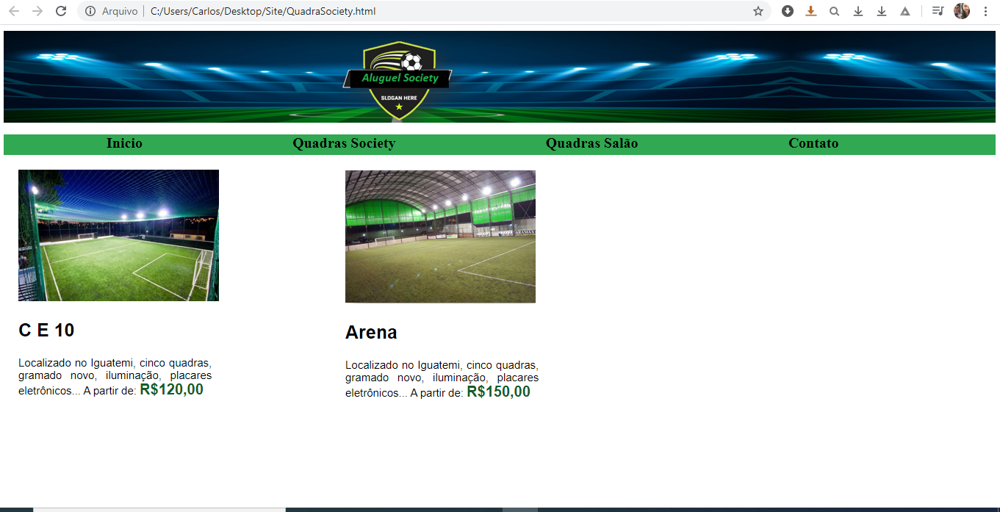 Arquivo | C:/Users/Carlos/Desktop/Site/QuadraSociety.html
Aluguel Society
SLOGAN HERE
Inicio Quadras Society Quadras Salão Contato
ARAMAX
C E 10
Localizado no Iguatemi, cinco quadras,
gramado novo, iluminação, placares
eletrônicos... A partir de: R$120,00
Arena
Localizado no Iguatemi, cinco quadras,
gramado novo, iluminação, placares
eletrônicos... A partir de: R$150,00